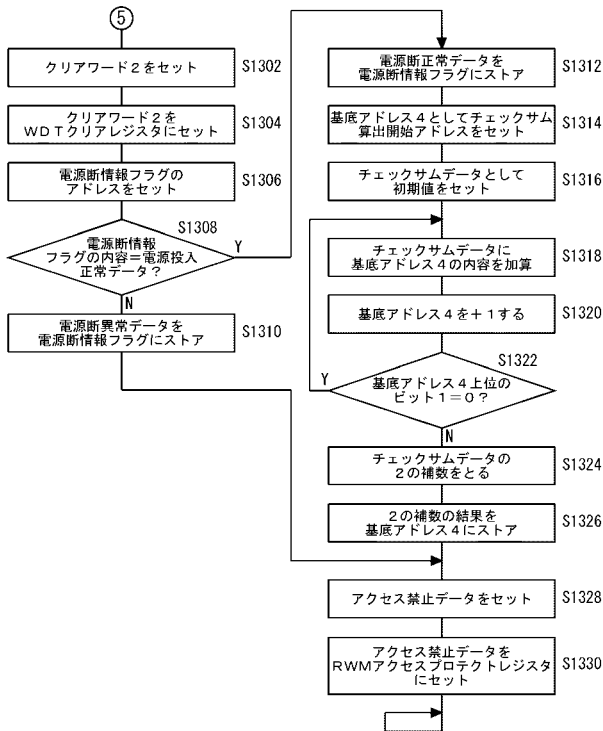 5
クリアワード2をセット
S1302
クリアワード2を
WDTクリアレジスタにセット
S1304
電源断情報フラグの
アドレスをセット
S1306
S1308
電源断情報
フラグの内容=電源投入
正常データ?
Y
N
電源断異常データを
電源断情報フラグにストア
S1310
電源断正常データを
電源断情報フラグにストア
S1312
基底アドレス4としてチェックサム
算出開始アドレスをセット
S1314
チェックサムデータとして
初期値をセット
S1316
チェックサムデータに
基底アドレス4の内容を加算
S1318
基底アドレス4を+1する
S1320
S1322
Y
基底アドレス4上位の
ビット1=0?
N
チェックサムデータの
2の補数をとる
S1324
2の補数の結果を
基底アドレス4にストア
S1326
アクセス禁止データをセット
S1328
アクセス禁止データを
RWMアクセスプロテクトレジスタ
にセット
S1330